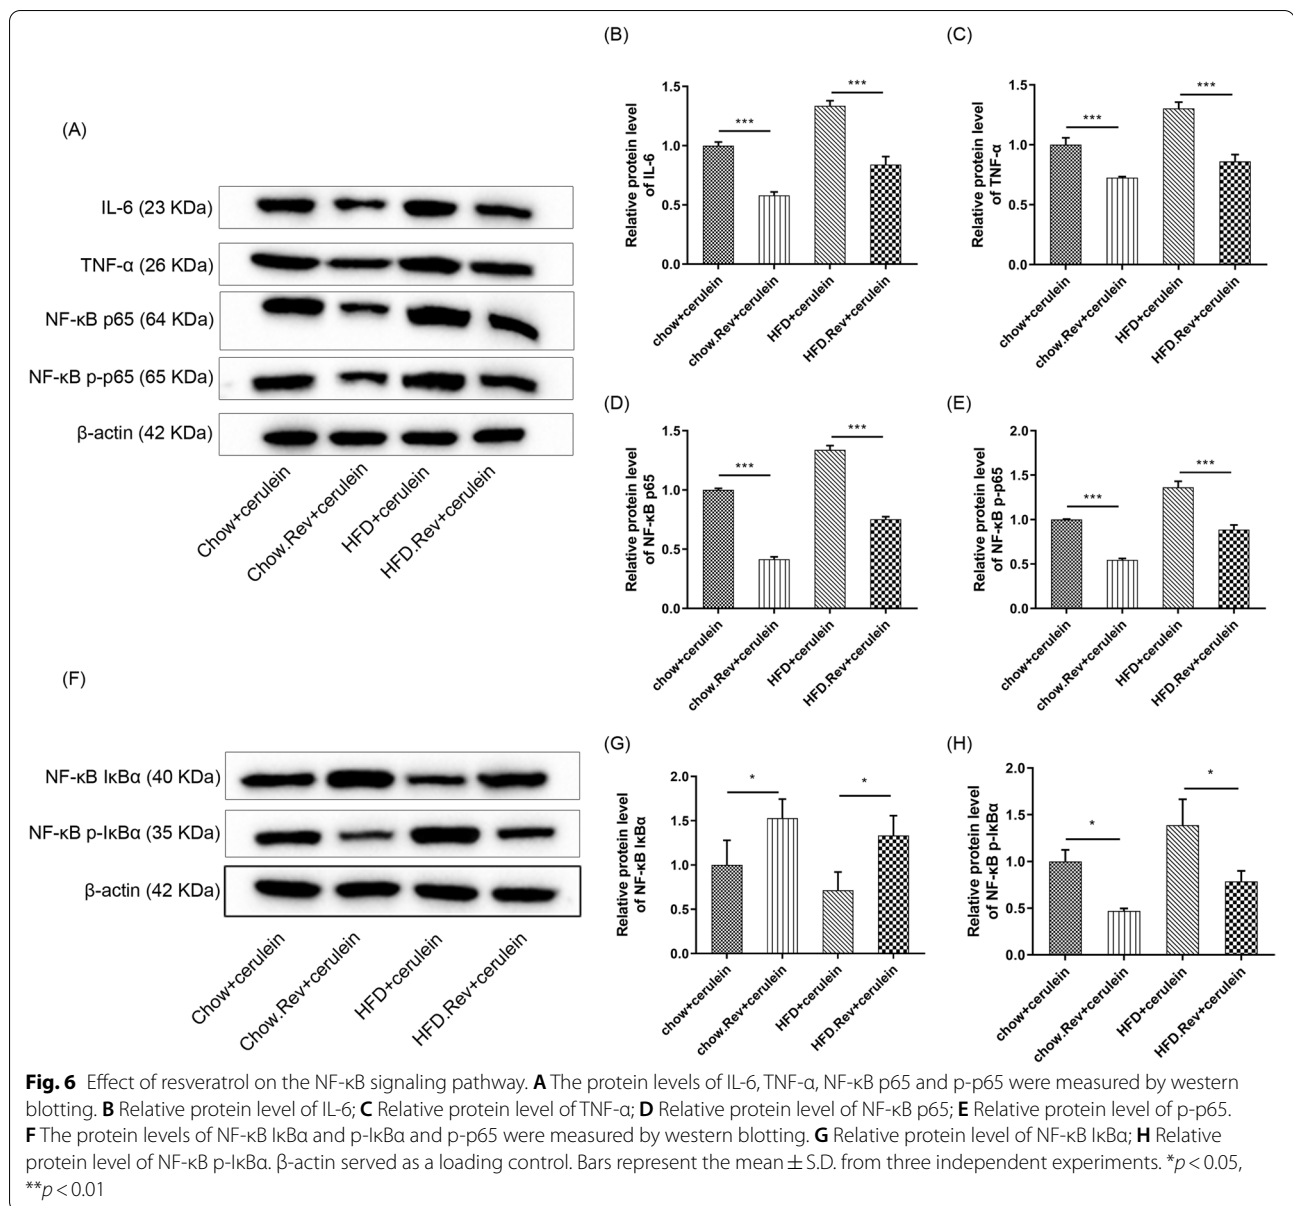 (A)
IL-6 (23 KDa)
TNF-α (26 KDa)
NF-κB p65 (64 KDa)
NF-κB p-p65 (65 KDa)
β-actin (42 KDa)
Chow+cerulein
Chow.Rev+cerulein
HFD+cerulein
HFD.Rev+cerulein
(B)
Relative protein level
of IL-6
1.5
1.0
0.5
0.0
***
***
chow+cerulein
chow.Rev+cerulein
HFD+cerulein
HFD.Rev+cerulein
(C)
Relative protein level
of TNF-α
1.5
1.0
0.5
0.0
***
***
chow+cerulein
chow.Rev+cerulein
HFD+cerulein
HFD.Rev+cerulein
(D)
Relative protein level
of NF-κB p65
1.5
1.0
0.5
0.0
***
***
chow+cerulein
chow.Rev+cerulein
HFD+cerulein
HFD.Rev+cerulein
(E)
Relative protein level
of NF-κB p-p65
2.0
1.5
1.0
0.5
0.0
***
***
chow+cerulein
chow.Rev+cerulein
HFD+cerulein
HFD.Rev+cerulein
(F)
NF-κB IκBα (40 KDa)
NF-κB p-IκBα (35 KDa)
β-actin (42 KDa)
Chow+cerulein
Chow.Rev+cerulein
HFD+cerulein
HFD.Rev+cerulein
(G)
Relative protein level
of NF-κB IκBα
2.0
1.5
1.0
0.5
0.0
*
*
chow+cerulein
chow.Rev+cerulein
HFD+cerulein
HFD.Rev+cerulein
(H)
Relative protein level
of NF-κB p-IκBα
2.0
1.5
1.0
0.5
0.0
*
*
chow+cerulein
chow.Rev+cerulein
HFD+cerulein
HFD.Rev+cerulein
Fig. 6 Effect of resveratrol on the NF-κB signaling pathway. A The protein levels of IL-6, TNF-α, NF-κB p65 and p-p65 were measured by western
blotting. B Relative protein level of IL-6; C Relative protein level of TNF-α; D Relative protein level of NF-κB p65; E Relative protein level of p-p65.
F The protein levels of NF-κB IκBα and p-IκBα and p-p65 were measured by western blotting. G Relative protein level of NF-κB IκBα; H Relative
protein level of NF-κB p-IκBα. β-actin served as a loading control. Bars represent the mean ± S.D. from three independent experiments. *p < 0.05,
**p < 0.01